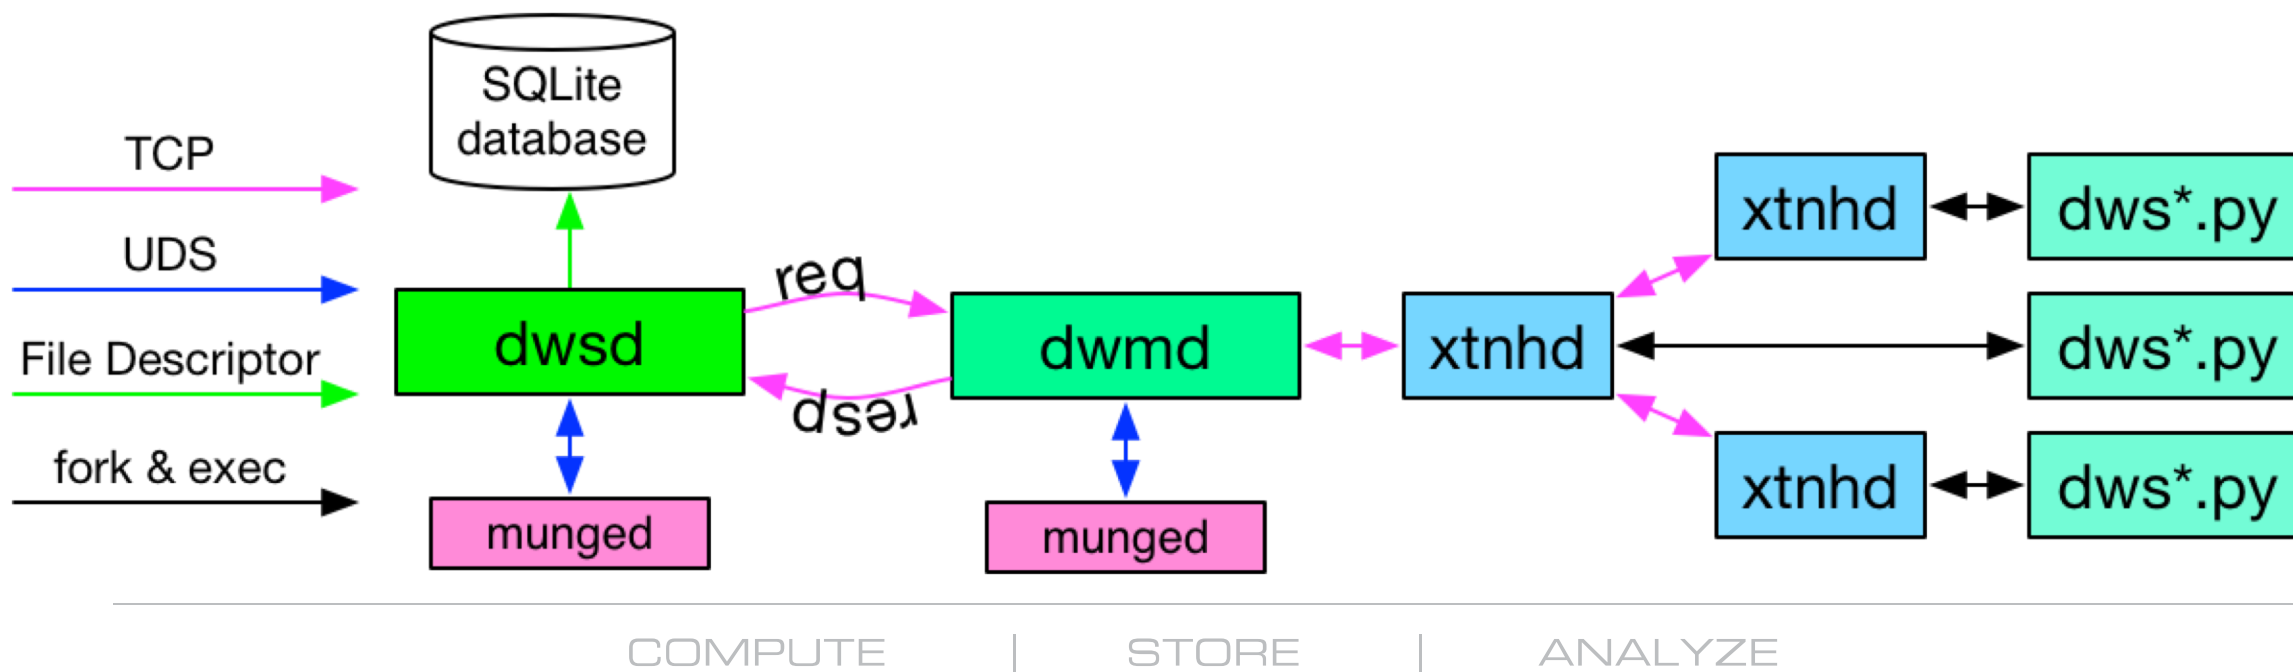 SQLite
database
TCP
UDS
File Descriptor
fork & exec
dwsd
req
resp
munged
dwmd
munged
xtnhd
xtnhd
dws*.py
dws*.py
xtnhd
dws*.py
COMPUTE | STORE | ANALYZE